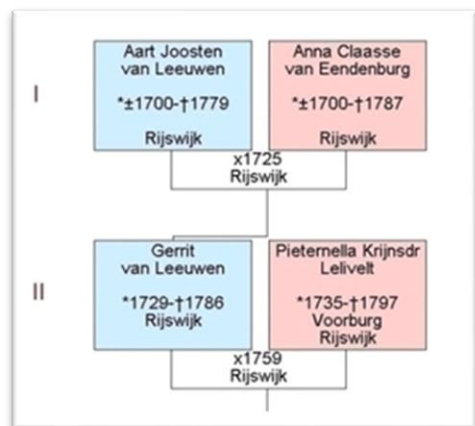 I
Aart Joosten
van Leeuwen
*±1700-†1779
Rijswijk
Anna Claasse
van Eendenburg
*±1700-†1787
Rijswijk
x1725
Rijswijk
II
Gerrit
van Leeuwen
*1729-†1786
Rijswijk
Pieternella Krijnsdr
Lelivelt
*1735-†1797
Voorburg
Rijswijk
x1759
Rijswijk